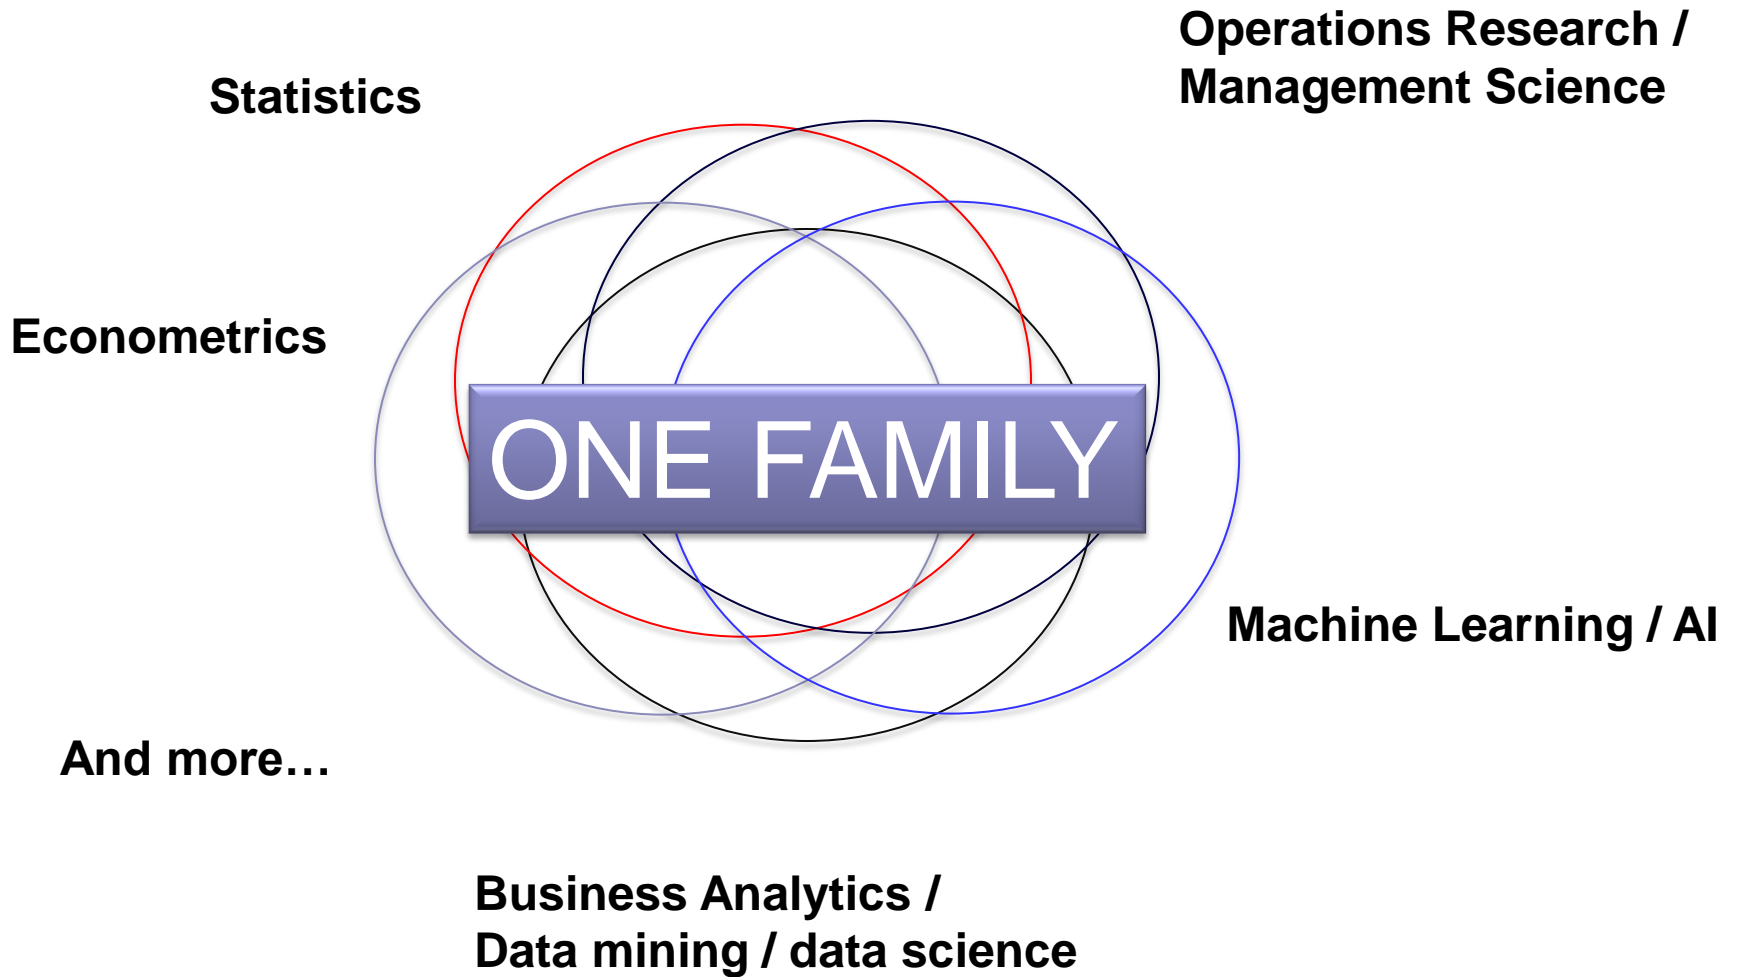 Operations Research /
Management Science
Statistics
Econometrics
ONE FAMILY
Machine Learning / AI
And more…
Business Analytics /
Data mining / data science